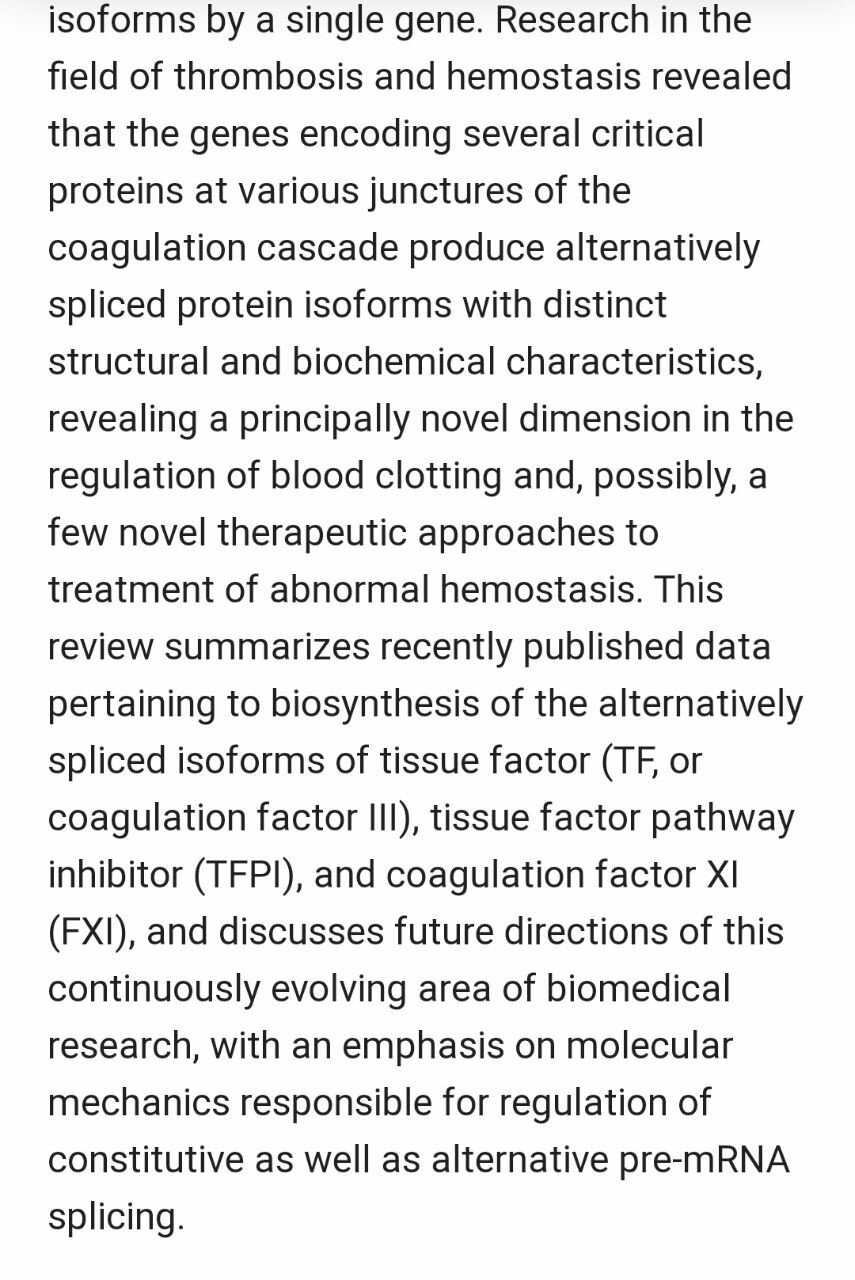 isoforms by a single gene. Research in the
field of thrombosis and hemostasis revealed
that the genes encoding several critical
proteins at various junctures of the
coagulation cascade produce alternatively
spliced protein isoforms with distinct
structural and biochemical characteristics,
revealing a principally novel dimension in the
regulation of blood clotting and, possibly, a
few novel therapeutic approaches to
treatment of abnormal hemostasis. This
review summarizes recently published data
pertaining to biosynthesis of the alternatively
spliced isoforms of tissue factor (TF, or
coagulation factor III), tissue factor pathway
inhibitor (TFPI), and coagulation factor XI
(FXI), and discusses future directions of this
continuously evolving area of biomedical
research, with an emphasis on molecular
mechanics responsible for regulation of
constitutive as well as alternative pre-mRNA
splicing.